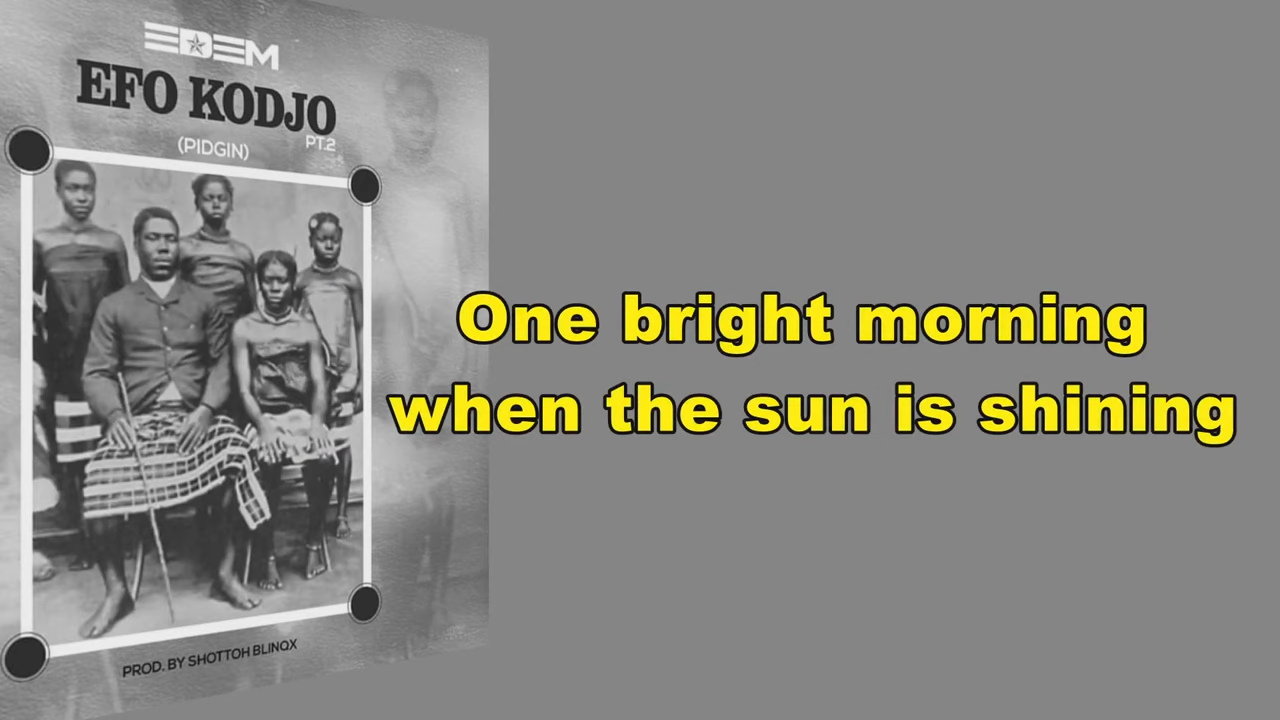 EDEM
EFO KODJO
PT.2
(PIDGIN)
PROD. BY SHOTTOH BLINQX
One bright morning
when the sun is shining